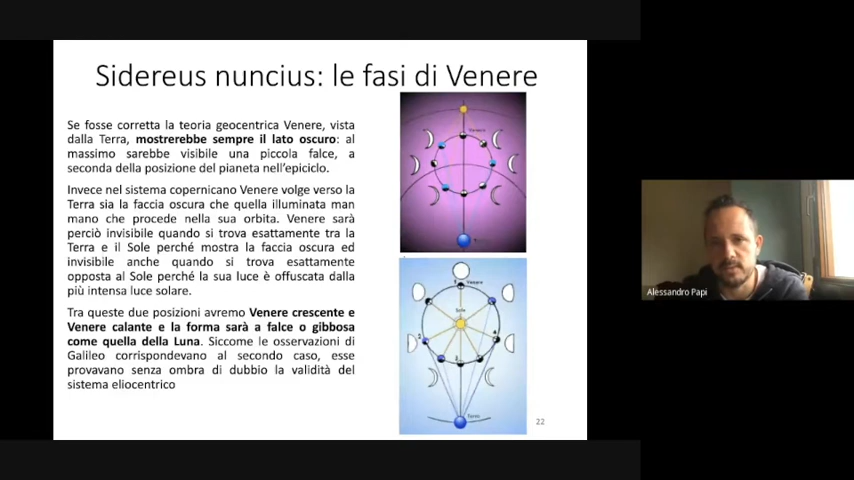 Sidereus nuncius: le fasi di Venere
Se fosse corretta la teoria geocentrica Venere, vista
dalla Terra, mostrerebbe sempre il lato oscuro: al
massimo sarebbe visibile una piccola falce, a
seconda della posizione del pianeta nell'epiciclo.
Invece nel sistema copernicano Venere volge verso la
Terra sia la faccia oscura che quella illuminata man
mano che procede nella sua orbita. Venere sarà
perciò invisibile quando si trova esattamente tra la
Terra e il Sole perché mostra la faccia oscura ed
invisibile anche quando si trova esattamente
opposta al Sole perché la sua luce è offuscata dalla
più intensa luce solare.
Tra queste due posizioni avremo Venere crescente e
Venere calante e la forma sarà a falce o gibbosa
come quella della Luna. Siccome le osservazioni di
Galileo corrispondevano al secondo caso, esse
provavano senza ombra di dubbio la validità del
sistema eliocentrico
Venere
Venere
Sole
Terra
22
Alessandro Papi